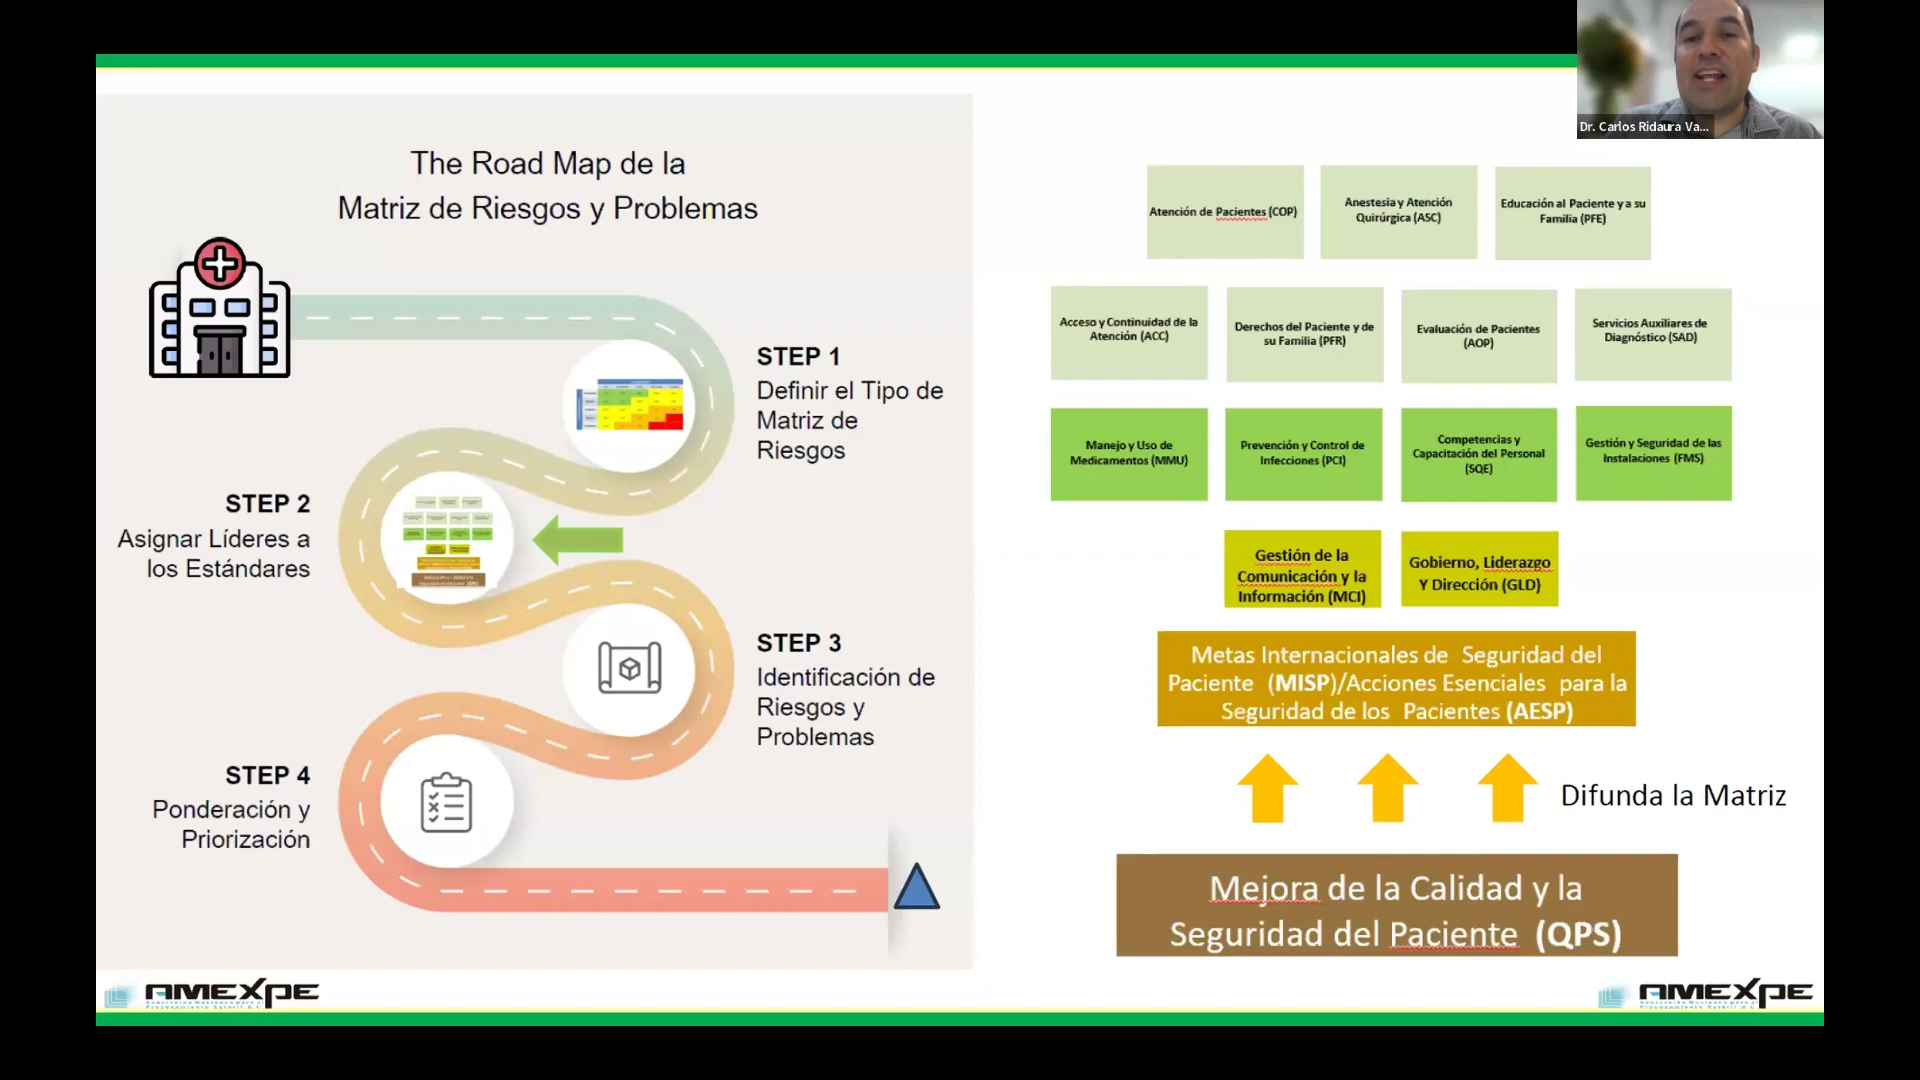 Dr. Carlos Ridaura Va...
The Road Map de la
Matriz de Riesgos y Problemas
STEP 1
Definir el Tipo de
Matriz de
Riesgos
STEP 2
Asignar Líderes a
los Estándares
STEP 3
Identificación de
Riesgos y
Problemas
STEP 4
Ponderación y
Priorización
Atención de Pacientes (COP)
Anestesia y Atención
Quirúrgica (ASC)
Educación al Paciente y a su
Familia (PFE)
Acceso y Continuidad de la
Atención (ACC)
Derechos del Paciente y de
su Familia (PFR)
Evaluación de Pacientes
(AOP)
Servicios Auxiliares de
Diagnóstico (SAD)
Manejo y Uso de
Medicamentos (MMU)
Prevención y Control de
Infecciones (PCI)
Competencias y
Capacitación del Personal
(SQE)
Gestión y Seguridad de las
Instalaciones (FMS)
Gestión de la
Comunicación y la
Información (MCI)
Gobierno, Liderazgo
Y Dirección (GLD)
Metas Internacionales de Seguridad del
Paciente (MISP)/Acciones Esenciales para la
Seguridad de los Pacientes (AESP)
Difunda la Matriz
Mejora de la Calidad y la
Seguridad del Paciente (QPS)
AMEXPE
AMEXPE